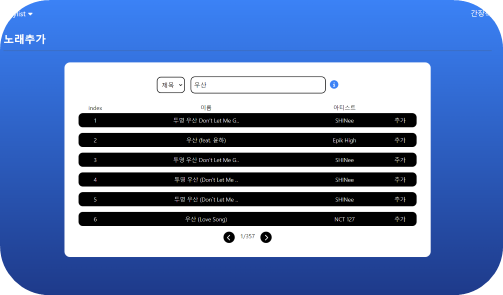 list
간장
노래추가
제목 우산
index 이름 아티스트
1 투명 우산 Don't Let Me G.. SHINee 추가
2 우산 (feat. 윤하) Epik High 추가
3 투명 우산 Don't Let Me G.. SHINee 추가
4 투명 우산 (Don't Let Me .. SHINee 추가
5 투명 우산 (Don't Let Me .. SHINee 추가
6 우산 (Love Song) NCT 127 추가
1/357